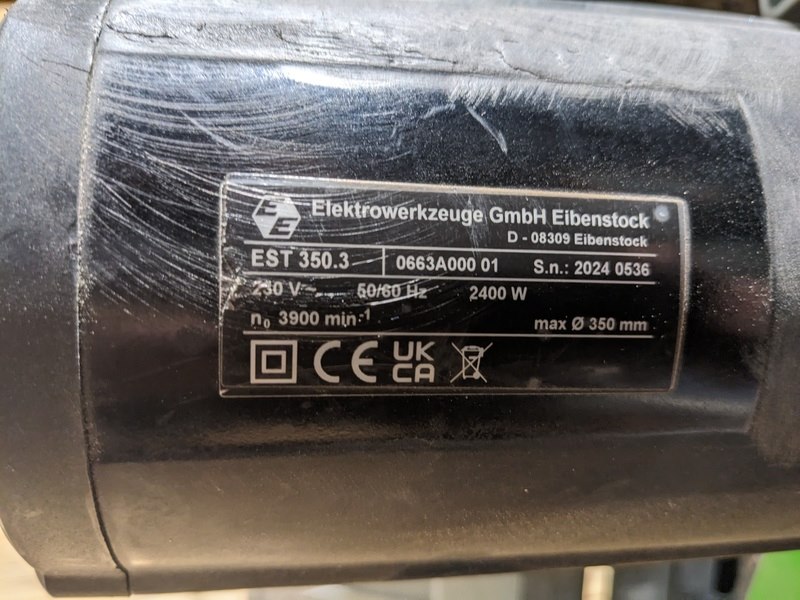 Elektrowerkzeuge GmbH Eibenstock
D - 08309 Eibenstock
EST 350.3 0663A000 01 S.n.: 2024 0536
230 V~ 50/60 Hz 2400 W
n₀ 3900 min⁻¹ max Ø 350 mm
CE UK CA